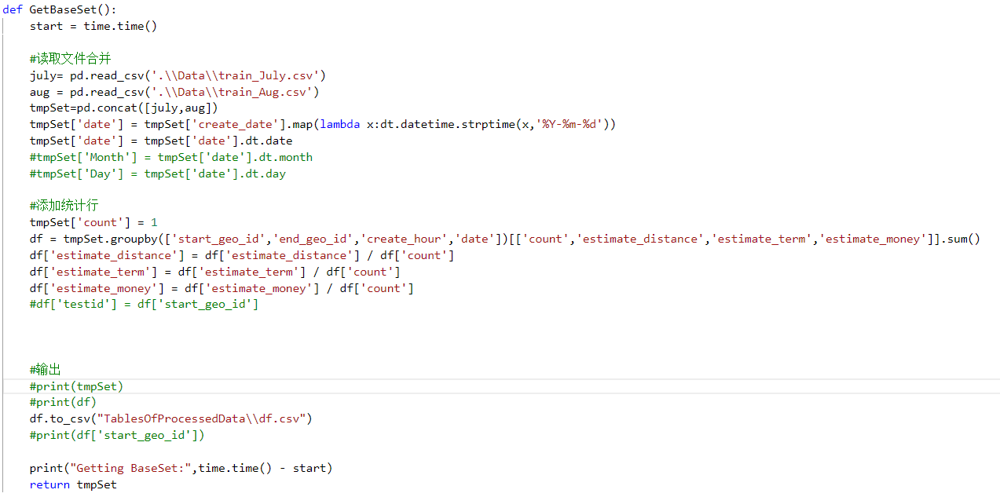 def GetBaseSet():
    start = time.time()
    #读取文件合并
    july= pd.read_csv('.\\Data\\train_July.csv')
    aug = pd.read_csv('.\\Data\\train_Aug.csv')
    tmpSet=pd.concat([july,aug])
    tmpSet['date'] = tmpSet['create_date'].map(lambda x:dt.datetime.strptime(x,'%Y-%m-%d'))
    tmpSet['date'] = tmpSet['date'].dt.date
    #tmpSet['Month'] = tmpSet['date'].dt.month
    #tmpSet['Day'] = tmpSet['date'].dt.day
    #添加统计行
    tmpSet['count'] = 1
    df = tmpSet.groupby(['start_geo_id','end_geo_id','create_hour','date'])[['count','estimate_distance','estimate_term','estimate_money']].sum()
    df['estimate_distance'] = df['estimate_distance'] / df['count']
    df['estimate_term'] = df['estimate_term'] / df['count']
    df['estimate_money'] = df['estimate_money'] / df['count']
    #df['testid'] = df['start_geo_id']
    #输出
    #print(tmpSet)
    #print(df)
    df.to_csv("TablesOfProcessedData\\df.csv")
    #print(df['start_geo_id'])
    print("Getting BaseSet:",time.time() - start)
    return tmpSet